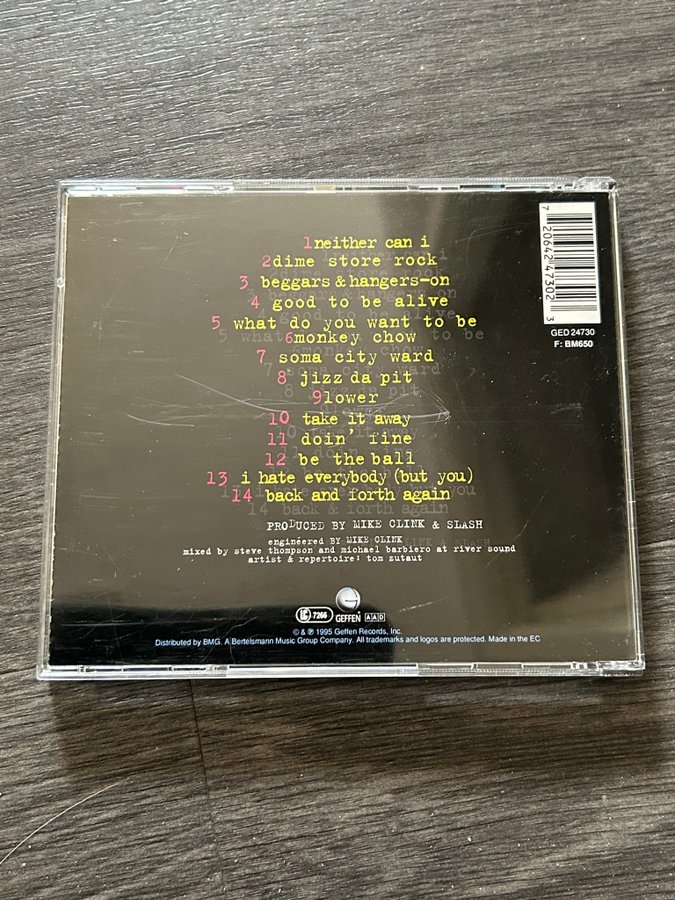 1neither can i
2dime store rock
3 beggars & hangers-on
4 good to be alive
5 what do you want to be
6monkey chow
7 soma city ward
8 jizz da pit
9lower
10 take it away
11 doin' fine
12 be the ball
13 i hate everybody (but you)
14 back and forth again
PRODUCED BY MIKE CLINK & SLASH
engineered BY MIKE CLINK
mixed by steve thompson and michael barbiero at river sound
artist & repertoire: tom zutaut
LC 7266 GEFFEN AAD
© & ℗ 1995 Geffen Records, Inc.
Distributed by BMG. A Bertelsmann Music Group Company. All trademarks and logos are protected. Made in the EC
7 20642 47302 3
GED 24730
F: BM650